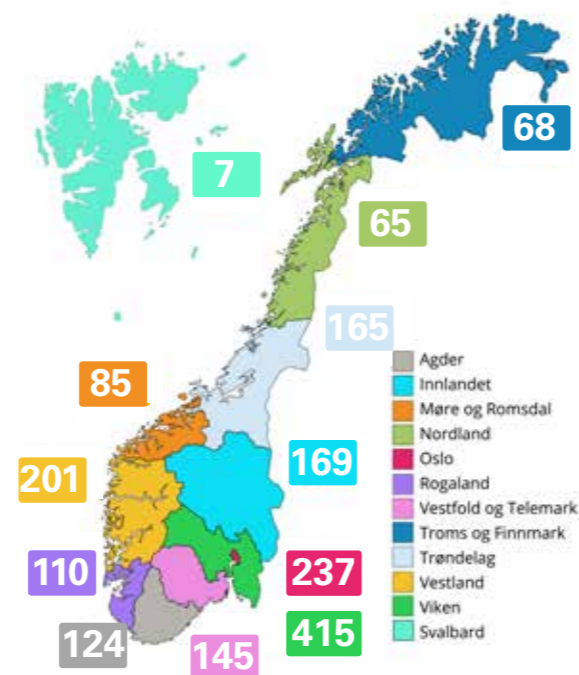 68
7
65
165
85
201
169
110
237
124
145
415
Agder
Innlandet
Møre og Romsdal
Nordland
Oslo
Rogaland
Vestfold og Telemark
Troms og Finnmark
Trøndelag
Vestland
Viken
Svalbard